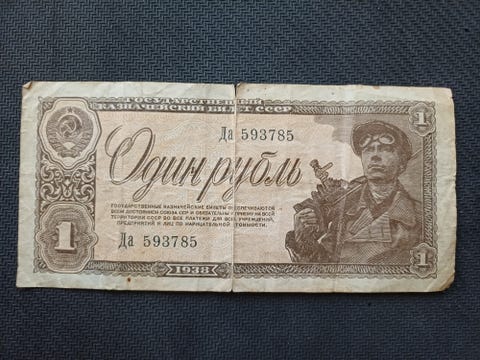 ГОСУДАРСТВЕННЫЙ
КАЗНАЧЕЙСКИЙ БИЛЕТ СССР
1
Да 593785
Один рубль
ГОСУДАРСТВЕННЫЕ КАЗНАЧЕЙСКИЕ БИЛЕТЫ ОБЕСПЕЧИВАЮТСЯ
ВСЕМ ДОСТОЯНИЕМ СОЮЗА ССР И ОБЯЗАТЕЛЬНЫ К ПРИЕМУ НА ВСЕЙ
ТЕРРИТОРИИ СССР ВО ВСЕ ПЛАТЕЖИ ДЛЯ ВСЕХ УЧРЕЖДЕНИЙ,
ПРЕДПРИЯТИЙ И ЛИЦ ПО НАРИЦАТЕЛЬНОЙ СТОИМОСТИ.
1
Да 593785
1938
1